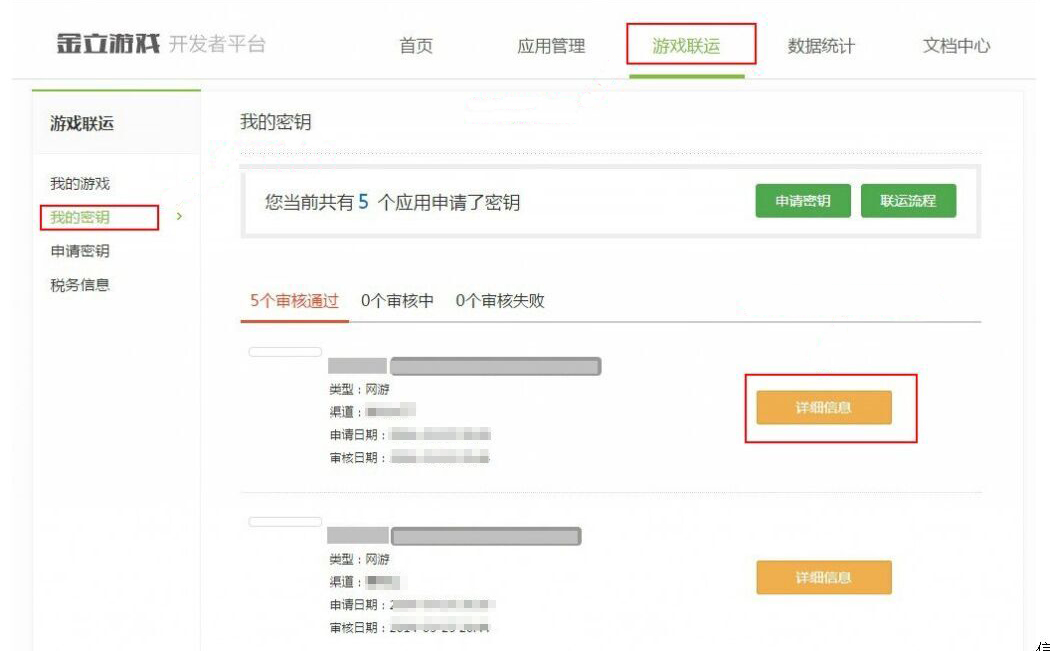 金立游戏 开发者平台 首页 应用管理 游戏联运 数据统计 文档中心
游戏联运
我的游戏
我的密钥
申请密钥
税务信息
我的密钥
您当前共有 5 个应用申请了密钥 申请密钥 联运流程
5个审核通过 0个审核中 0个审核失败
类型：网游
渠道：
申请日期：
审核日期：
详细信息
类型：网游
渠道：
申请日期：
审核日期：
详细信息